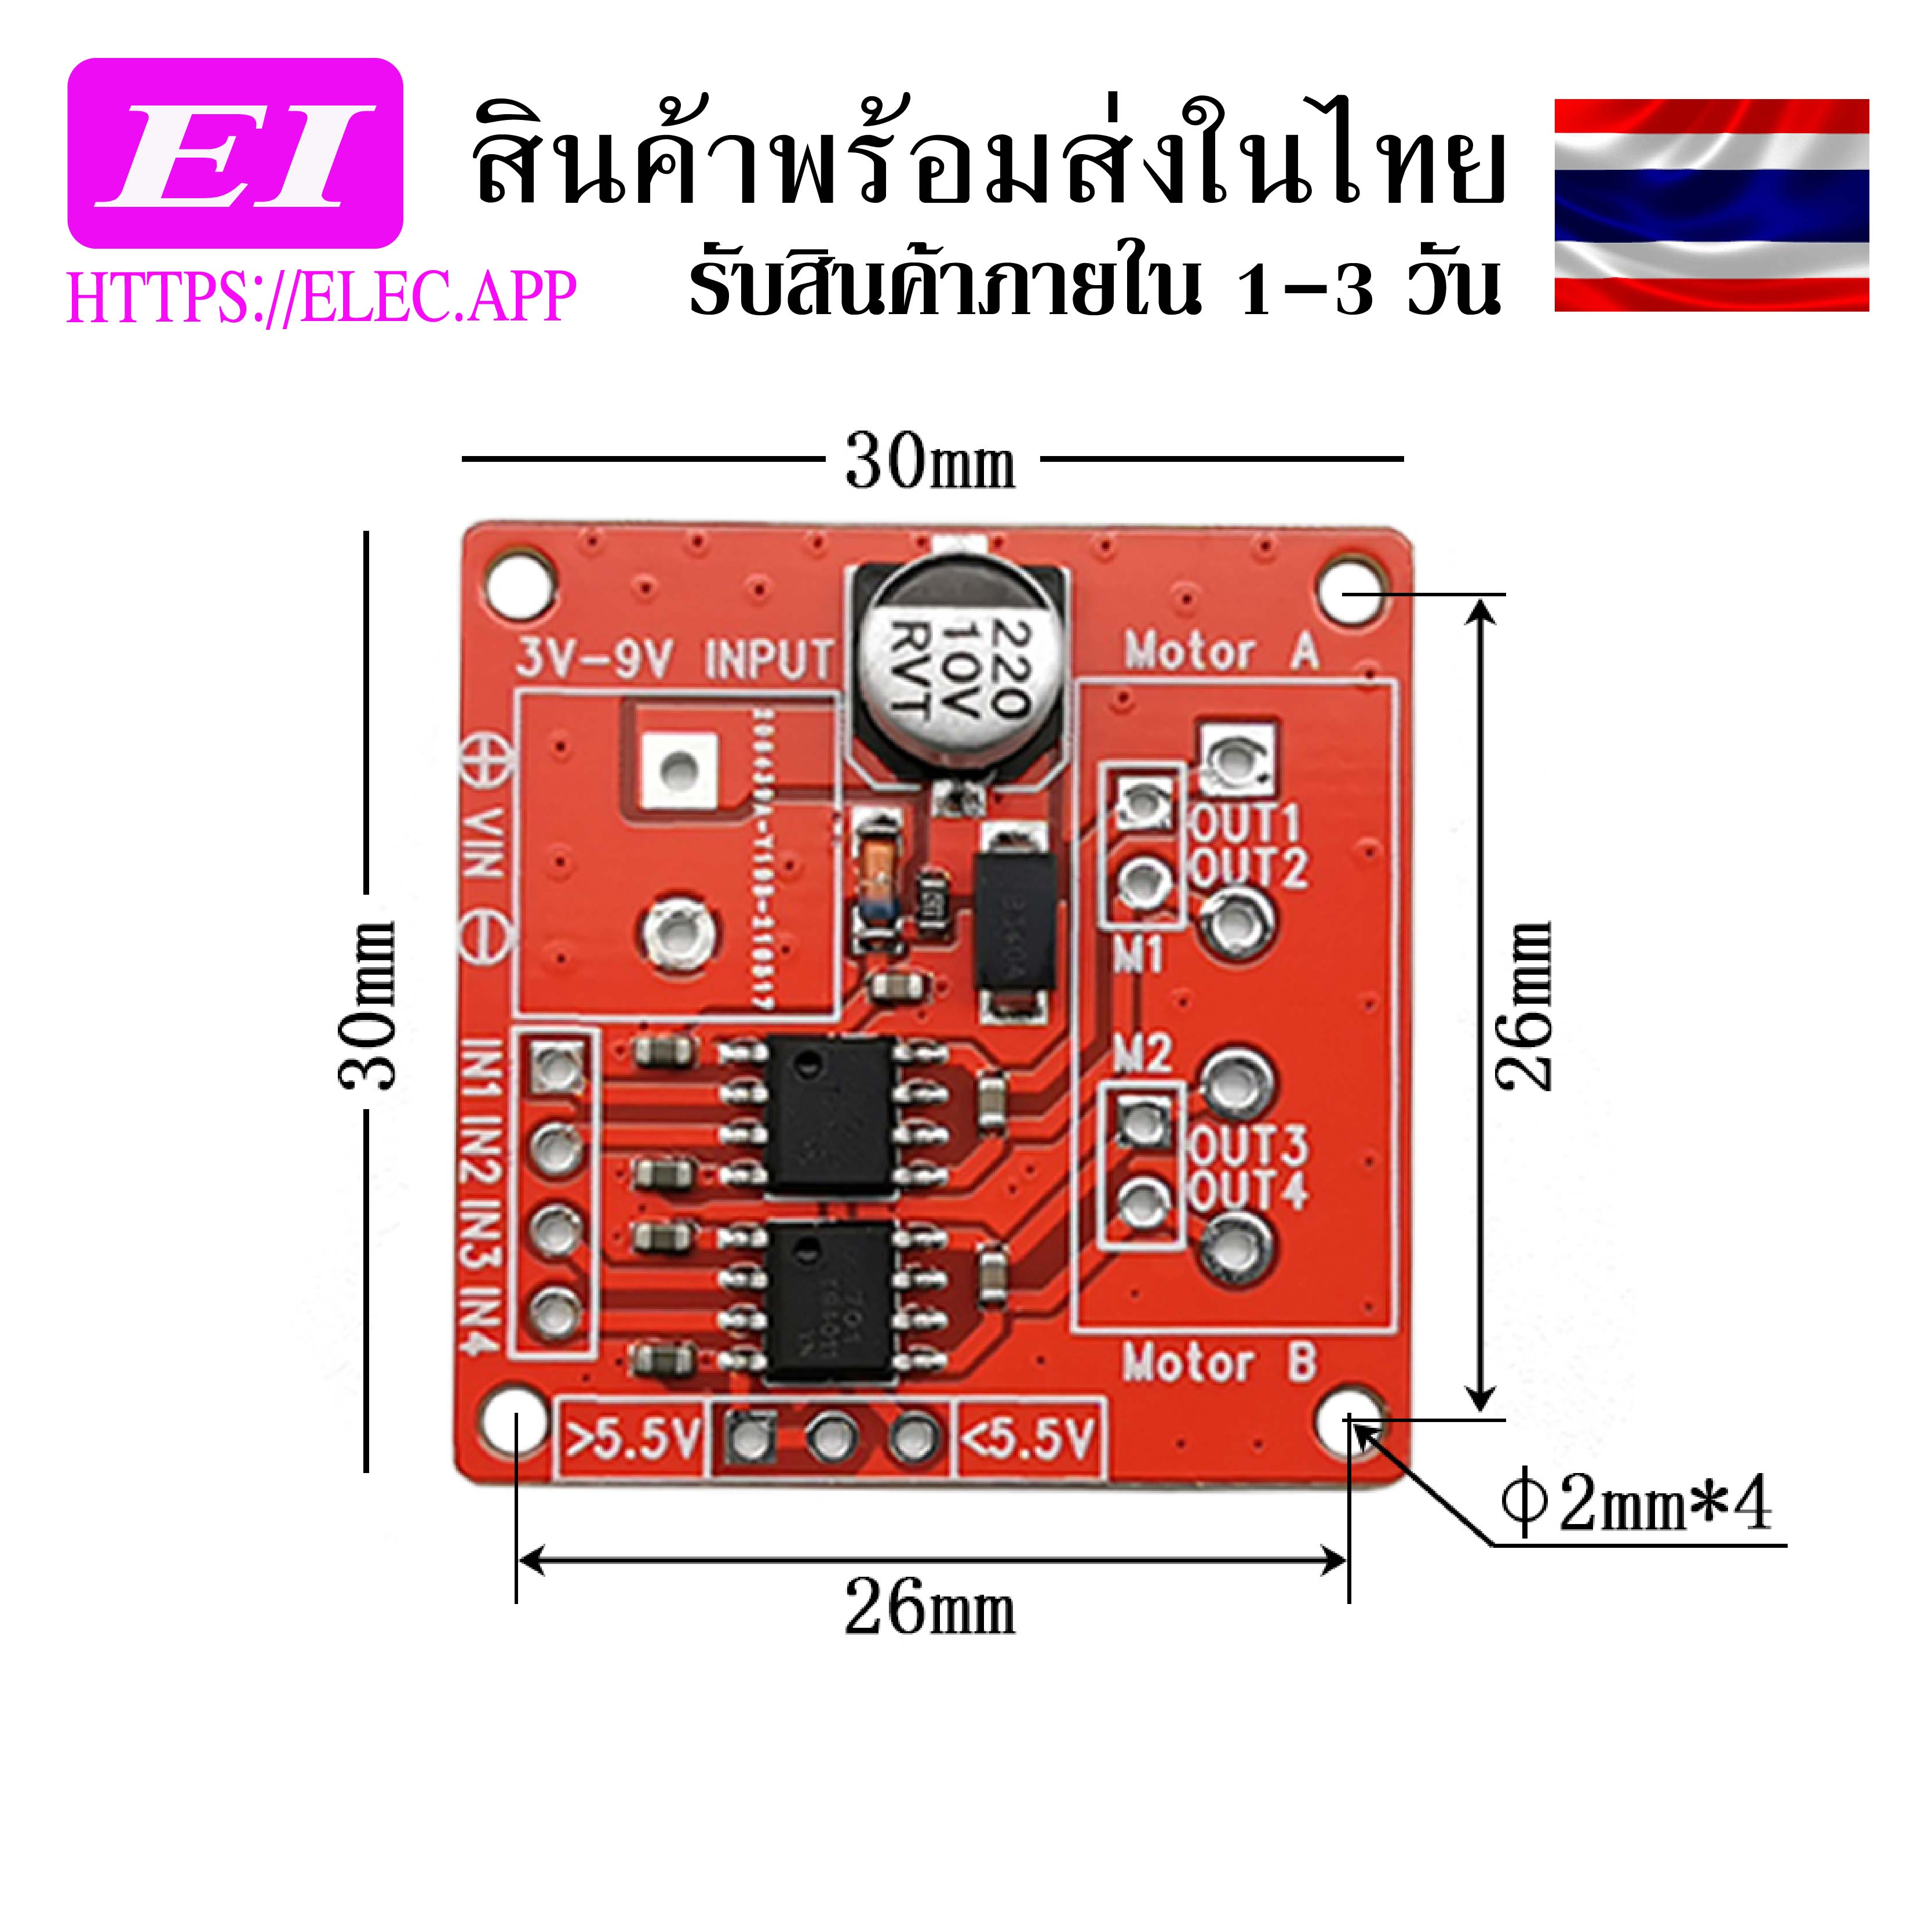 EI
สินค้าพร้อมส่งในไทย
HTTPS://ELEC.APP
รับสินค้าภายใน 1-3 วัน
30mm
30mm
3V-9V INPUT
220
10V
RVT
Motor A
VIN
OUT1
OUT2
M1
M2
OUT3
OUT4
IN1 IN2 IN3 IN4
Motor B
>5.5V
<5.5V
26mm
26mm
ϕ2mm*4